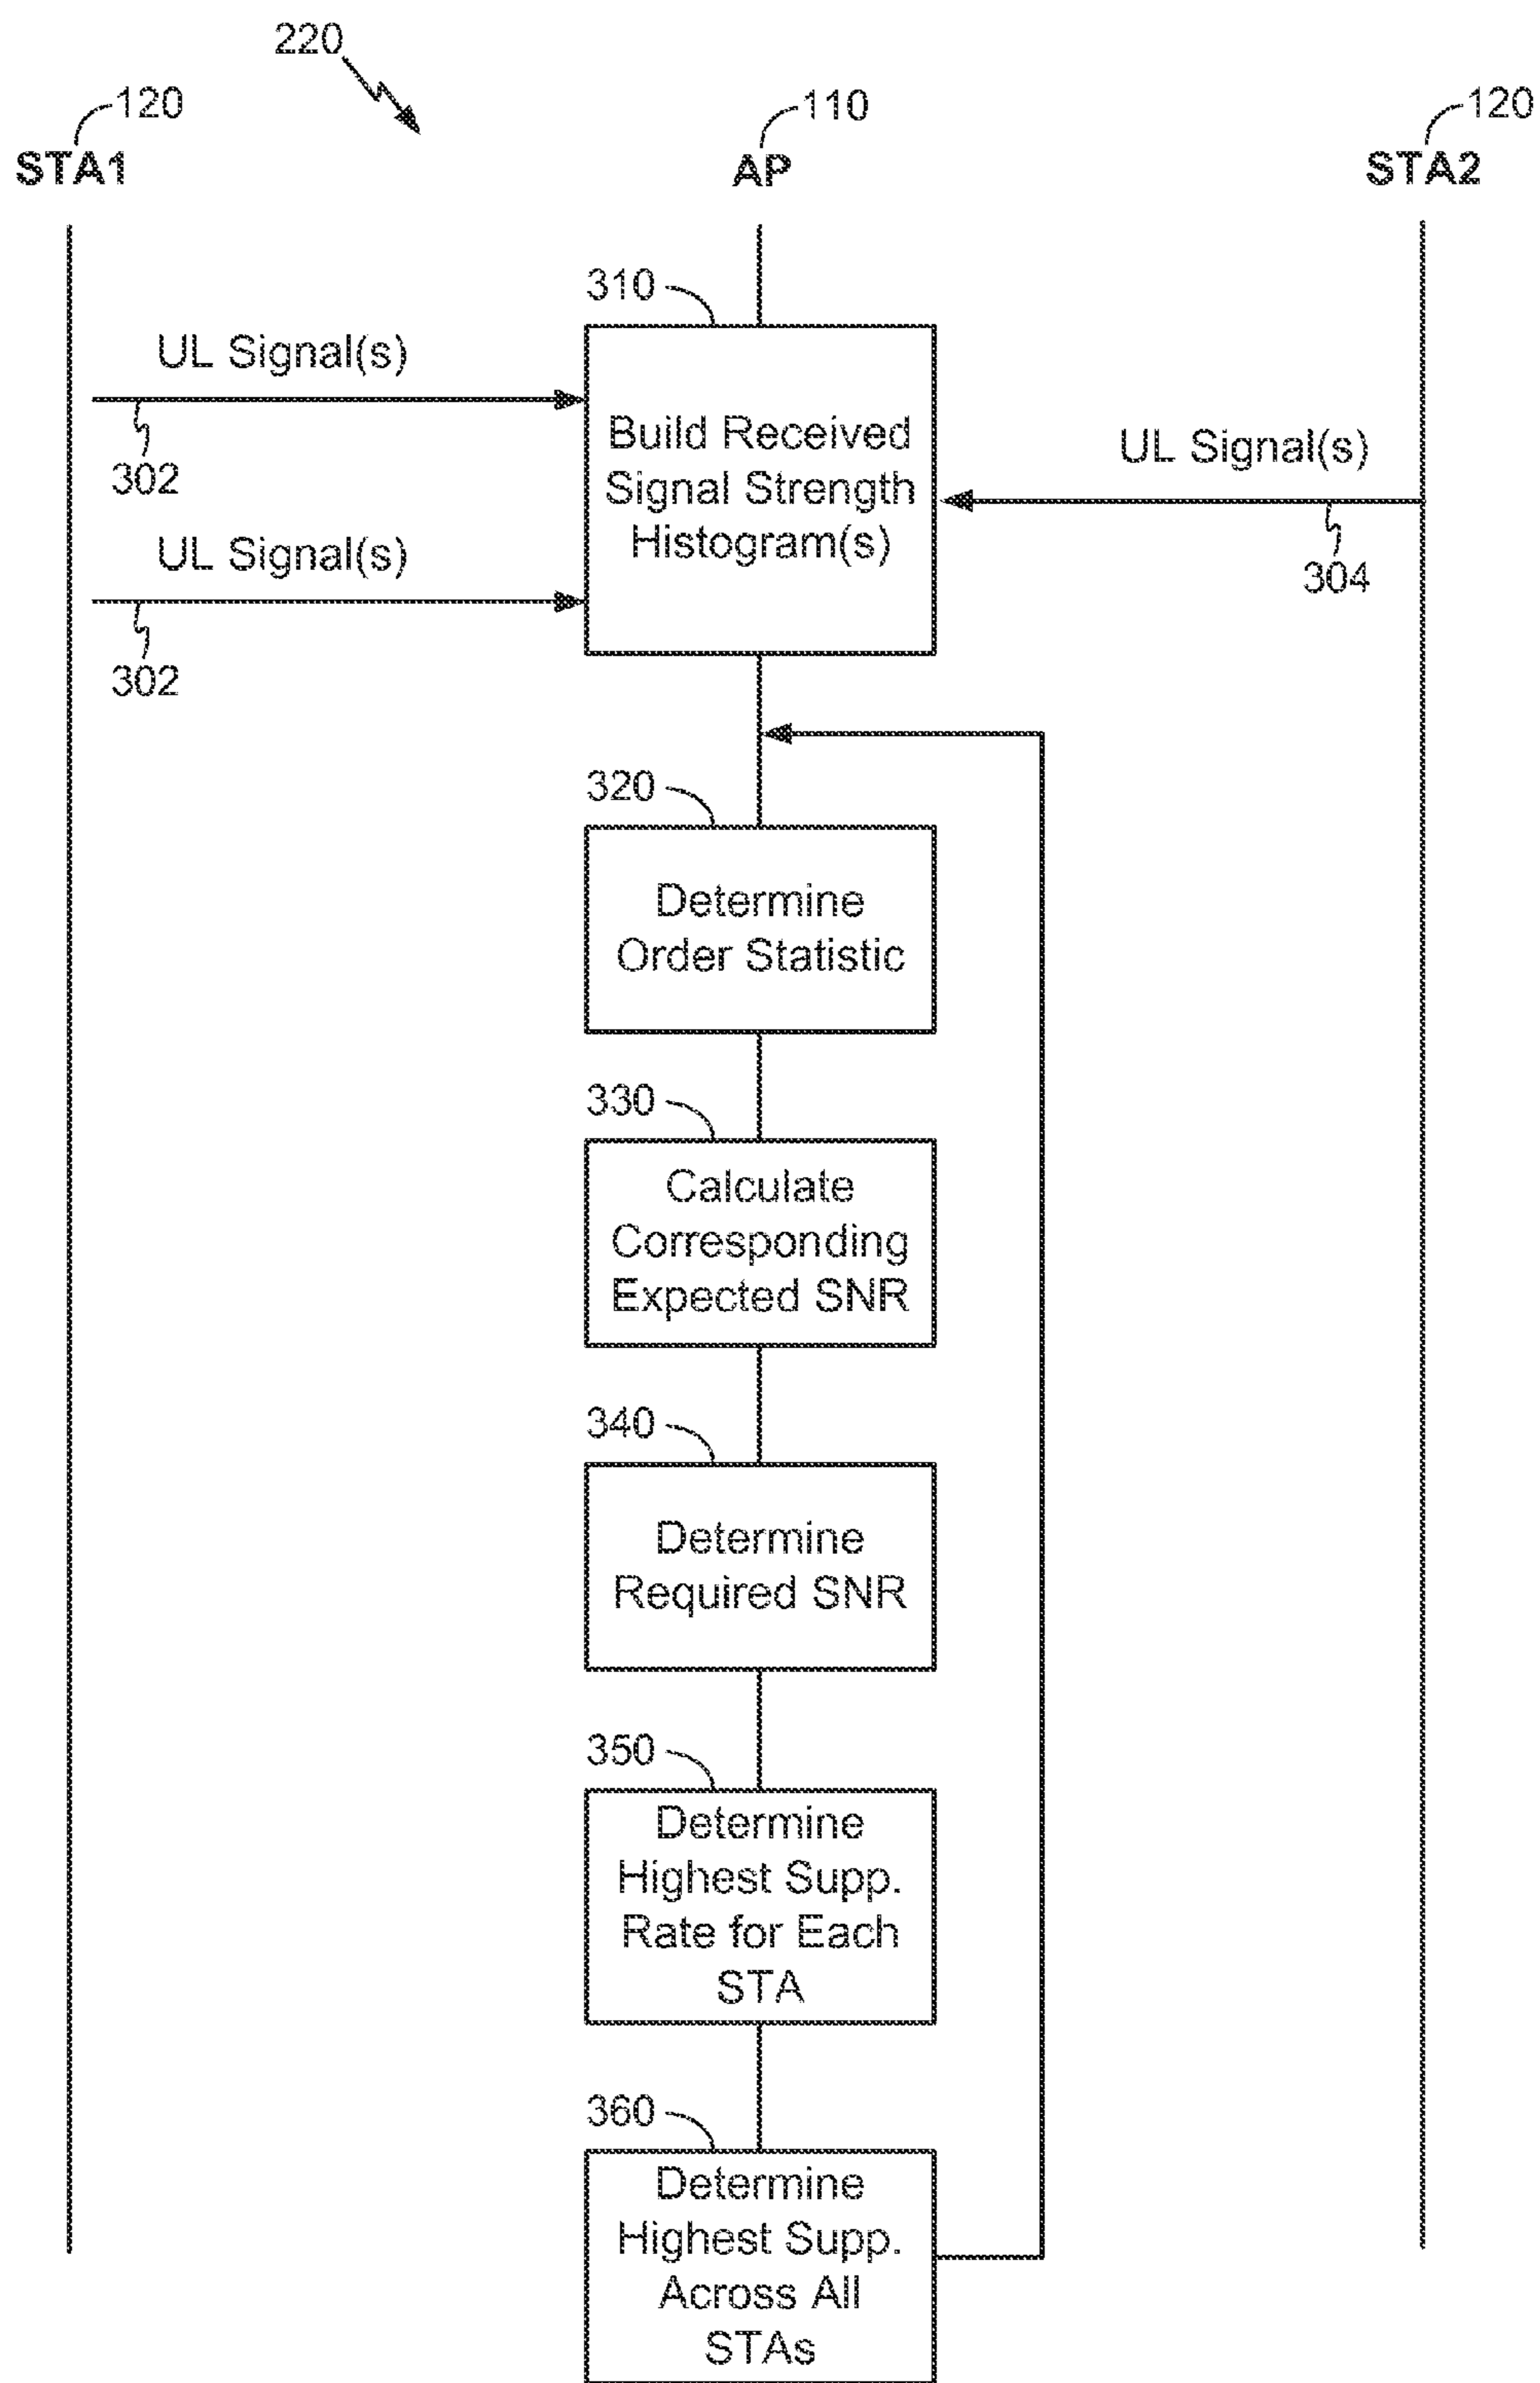 220
120
110
120
STA1
AP
STA2
310
UL Signal(s)
302
UL Signal(s)
302
Build Received
Signal Strength
Histogram(s)
UL Signal(s)
304
320
Determine
Order Statistic
330
Calculate
Corresponding
Expected SNR
340
Determine
Required SNR
350
Determine
Highest Supp.
Rate for Each
STA
360
Determine
Highest Supp.
Across All
STAs